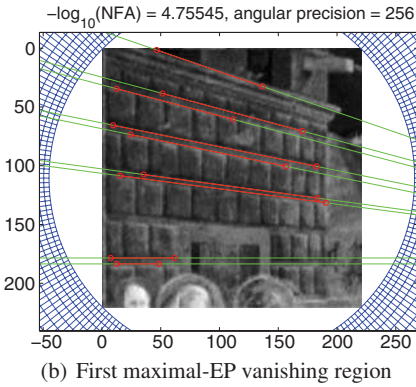 −log10(NFA) = 4.75545, angular precision = 256
0
50
100
150
200
−50 0 50 100 150 200 250
(b) First maximal-EP vanishing region